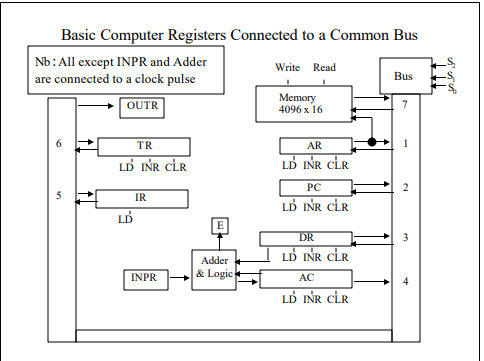 Basic Computer Registers Connected to a Common Bus
Nb: All except INPR and Adder
are connected to a clock pulse
Write Read
Bus
S2
S1
S0
Memory
4096 x 16
7
OUTR
6
TR
LD INR CLR
AR
LD INR CLR
1
5
IR
LD
PC
LD INR CLR
2
E
DR
LD INR CLR
3
Adder
& Logic
INPR
AC
LD INR CLR
4